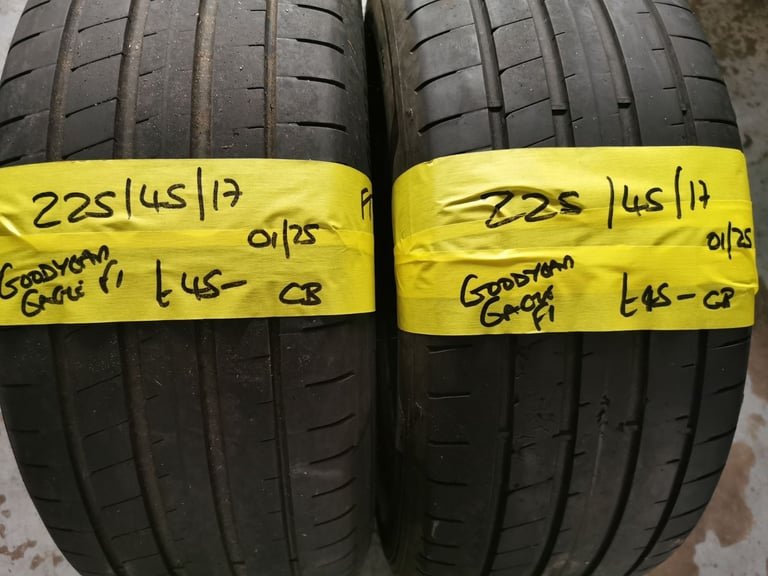 225/45/17
01/25
GOODYEAR
EAGLE F1
£45-
CB
225/45/17
01/25
GOODYEAR
EAGLE
F1
£45-
CB